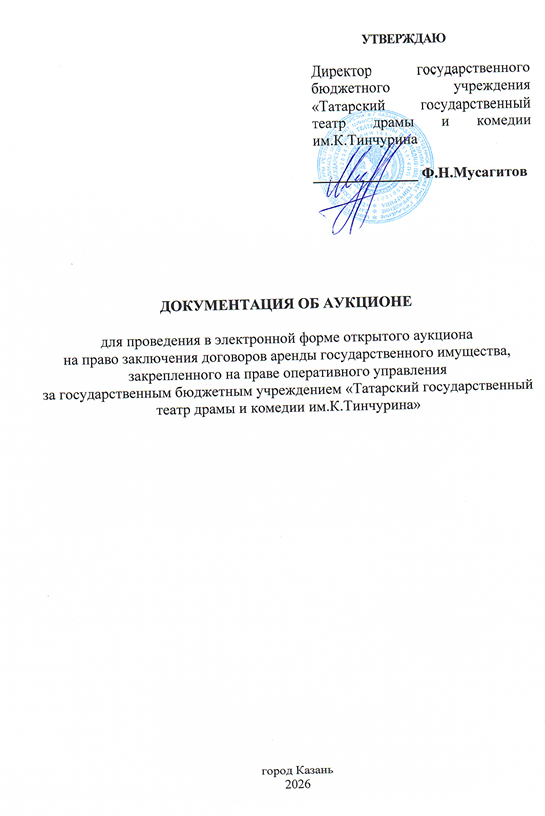 УТВЕРЖДАЮ
Директор государственного
бюджетного учреждения
«Татарский государственный
театр драмы и комедии
им.К.Тинчурина
Ф.Н.Мусагитов
ДОКУМЕНТАЦИЯ ОБ АУКЦИОНЕ
для проведения в электронной форме открытого аукциона
на право заключения договоров аренды государственного имущества,
закрепленного на праве оперативного управления
за государственным бюджетным учреждением «Татарский государственный
театр драмы и комедии им.К.Тинчурина»
город Казань
2026